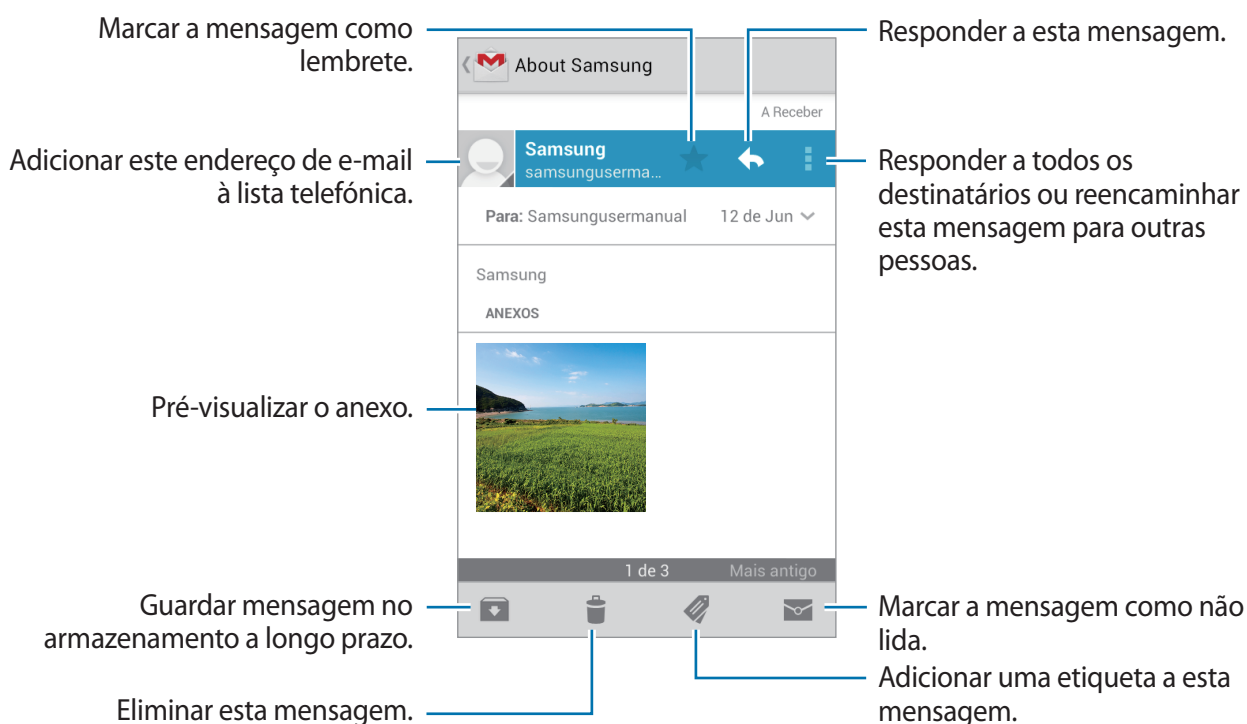 Marcar a mensagem como
lembrete.
Responder a esta mensagem.
About Samsung
A Receber
Adicionar este endereço de e-mail
à lista telefónica.
Samsung
samsunguserma...
Responder a todos os
destinatários ou reencaminhar
esta mensagem para outras
pessoas.
Para: Samsungusermanual 12 de Jun
Samsung
ANEXOS
Pré-visualizar o anexo.
1 de 3 Mais antigo
Guardar mensagem no
armazenamento a longo prazo.
Marcar a mensagem como não
lida.
Eliminar esta mensagem.
Adicionar uma etiqueta a esta
mensagem.